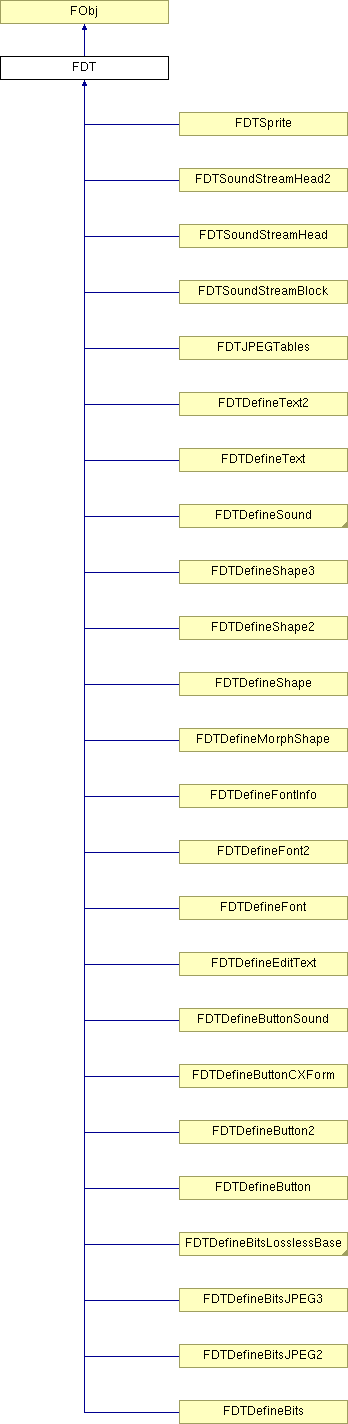 FObj
FDT
FDTSprite
FDTSoundStreamHead2
FDTSoundStreamHead
FDTSoundStreamBlock
FDTJPEGTables
FDTDefineText2
FDTDefineText
FDTDefineSound
FDTDefineShape3
FDTDefineShape2
FDTDefineShape
FDTDefineMorphShape
FDTDefineFontInfo
FDTDefineFont2
FDTDefineFont
FDTDefineEditText
FDTDefineButtonSound
FDTDefineButtonCXForm
FDTDefineButton2
FDTDefineButton
FDTDefineBitsLosslessBase
FDTDefineBitsJPEG3
FDTDefineBitsJPEG2
FDTDefineBits